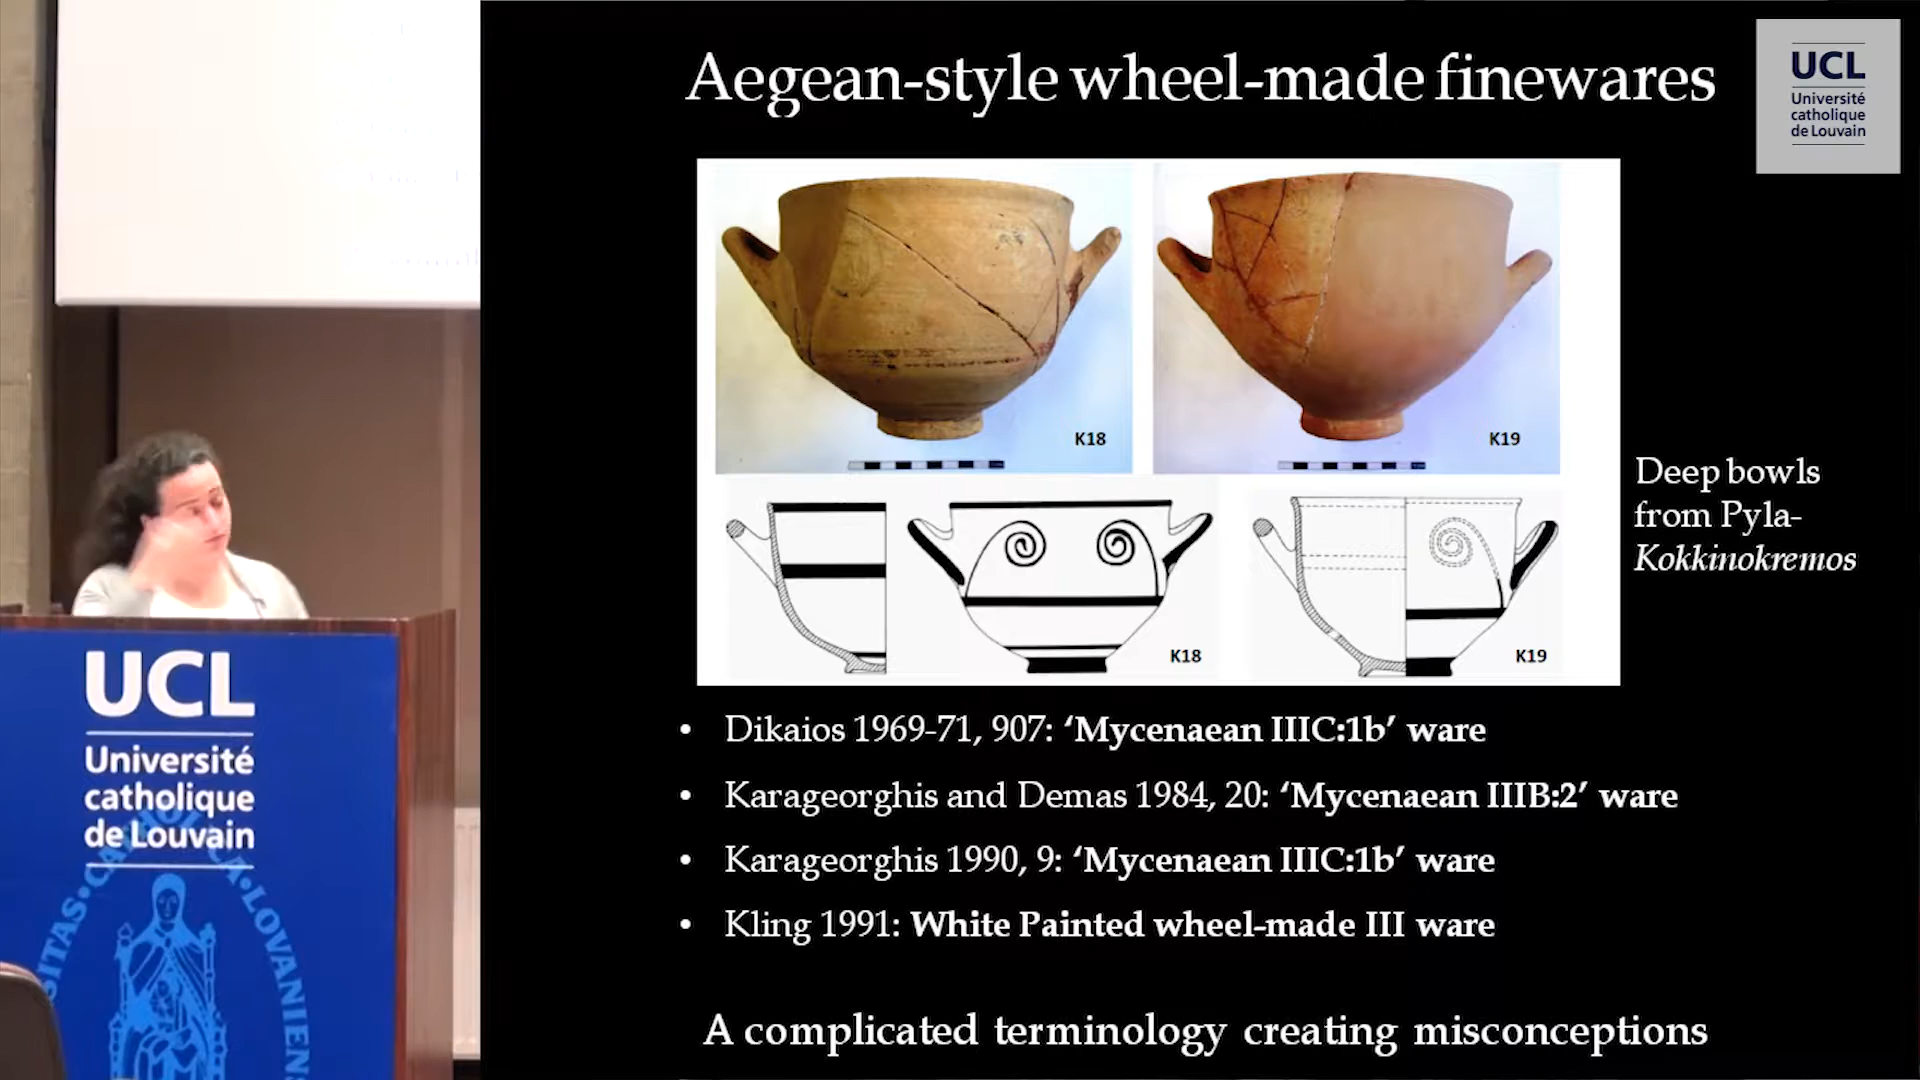 Aegean-style wheel-made finewares
UCL
Université
catholique
de Louvain
K18
K19
K18
K19
Deep bowls
from Pyla-
Kokkinokremos
• Dikaios 1969-71, 907: ‘Mycenaean IIIC:1b’ ware
• Karageorghis and Demas 1984, 20: ‘Mycenaean IIIB:2’ ware
• Karageorghis 1990, 9: ‘Mycenaean IIIC:1b’ ware
• Kling 1991: White Painted wheel-made III ware
A complicated terminology creating misconceptions
UCL
Université
catholique
de Louvain